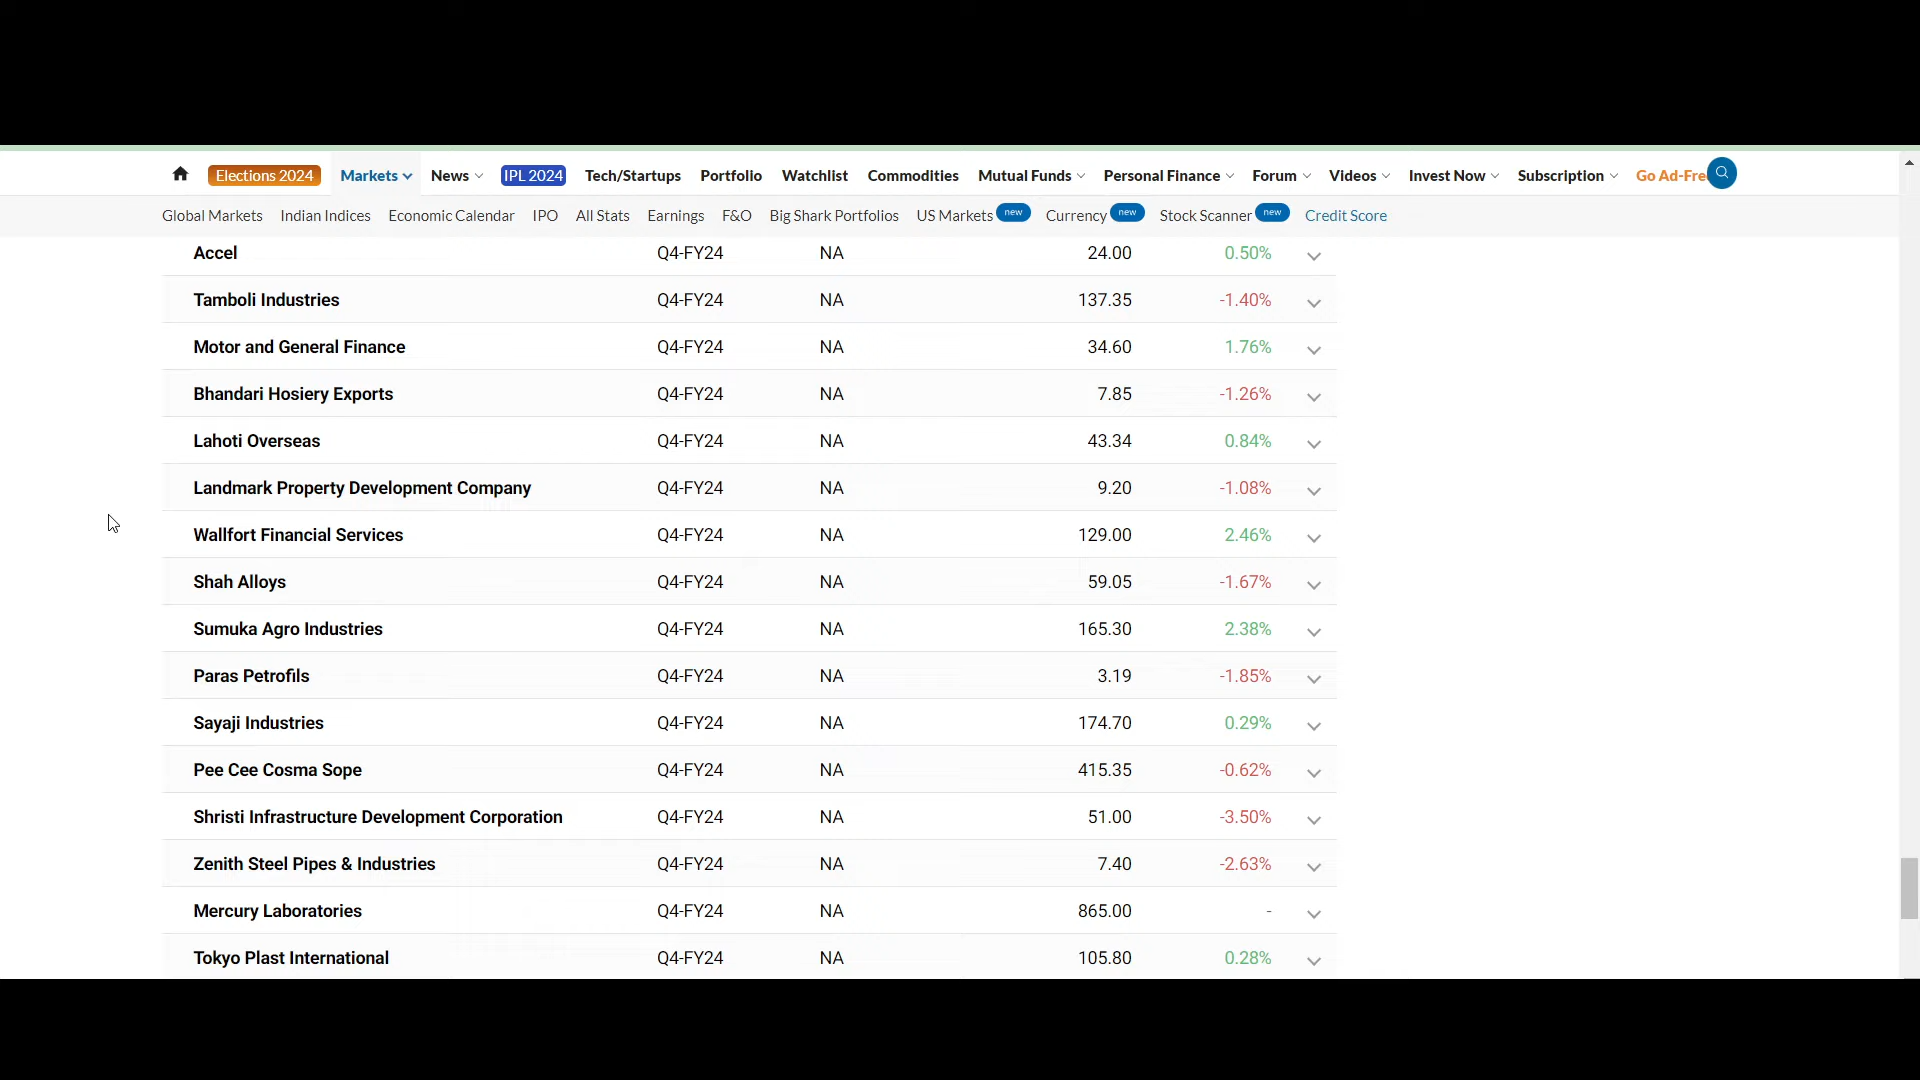 Elections 2024 Markets News IPL 2024 Tech/Startups Portfolio Watchlist Commodities Mutual Funds Personal Finance Forum Videos Invest Now Subscription Go Ad-Fre
Global Markets Indian Indices Economic Calendar IPO All Stats Earnings F&O Big Shark Portfolios US Markets new Currency new Stock Scanner new Credit Score
Accel Q4-FY24 NA 24.00 0.50%
Tamboli Industries Q4-FY24 NA 137.35 -1.40%
Motor and General Finance Q4-FY24 NA 34.60 1.76%
Bhandari Hosiery Exports Q4-FY24 NA 7.85 -1.26%
Lahoti Overseas Q4-FY24 NA 43.34 0.84%
Landmark Property Development Company Q4-FY24 NA 9.20 -1.08%
Wallfort Financial Services Q4-FY24 NA 129.00 2.46%
Shah Alloys Q4-FY24 NA 59.05 -1.67%
Sumuka Agro Industries Q4-FY24 NA 165.30 2.38%
Paras Petrofils Q4-FY24 NA 3.19 -1.85%
Sayaji Industries Q4-FY24 NA 174.70 0.29%
Pee Cee Cosma Sope Q4-FY24 NA 415.35 -0.62%
Shristi Infrastructure Development Corporation Q4-FY24 NA 51.00 -3.50%
Zenith Steel Pipes & Industries Q4-FY24 NA 7.40 -2.63%
Mercury Laboratories Q4-FY24 NA 865.00 -
Tokyo Plast International Q4-FY24 NA 105.80 0.28%